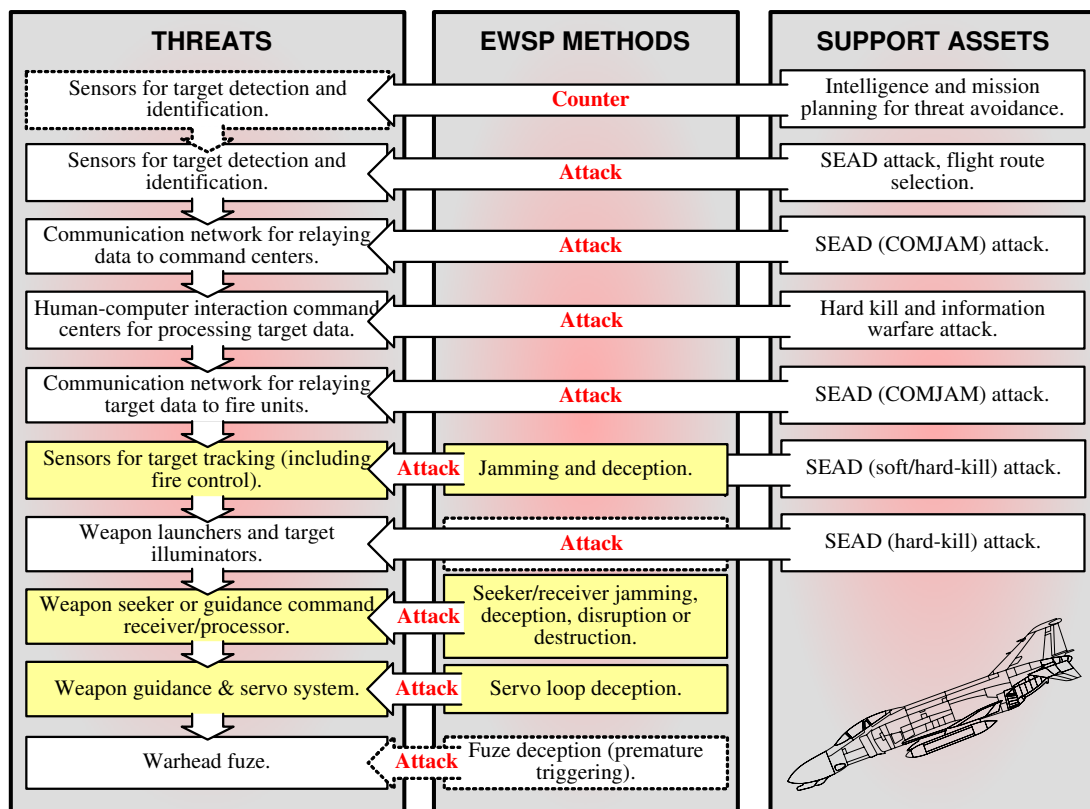 THREATS
EWSP METHODS
SUPPORT ASSETS
Sensors for target detection and
identification.
Counter
Intelligence and mission
planning for threat avoidance.
Sensors for target detection and
identification.
Attack
SEAD attack, flight route
selection.
Communication network for relaying
data to command centers.
Attack
SEAD (COMJAM) attack.
Human-computer interaction command
centers for processing target data.
Attack
Hard kill and information
warfare attack.
Communication network for relaying
target data to fire units.
Attack
SEAD (COMJAM) attack.
Sensors for target tracking (including
fire control).
Attack
Jamming and deception.
SEAD (soft/hard-kill) attack.
Weapon launchers and target
illuminators.
Attack
SEAD (hard-kill) attack.
Weapon seeker or guidance command
receiver/processor.
Attack
Seeker/receiver jamming,
deception, disruption or
destruction.
Weapon guidance & servo system.
Attack
Servo loop deception.
Warhead fuze.
Attack
Fuze deception (premature
triggering).